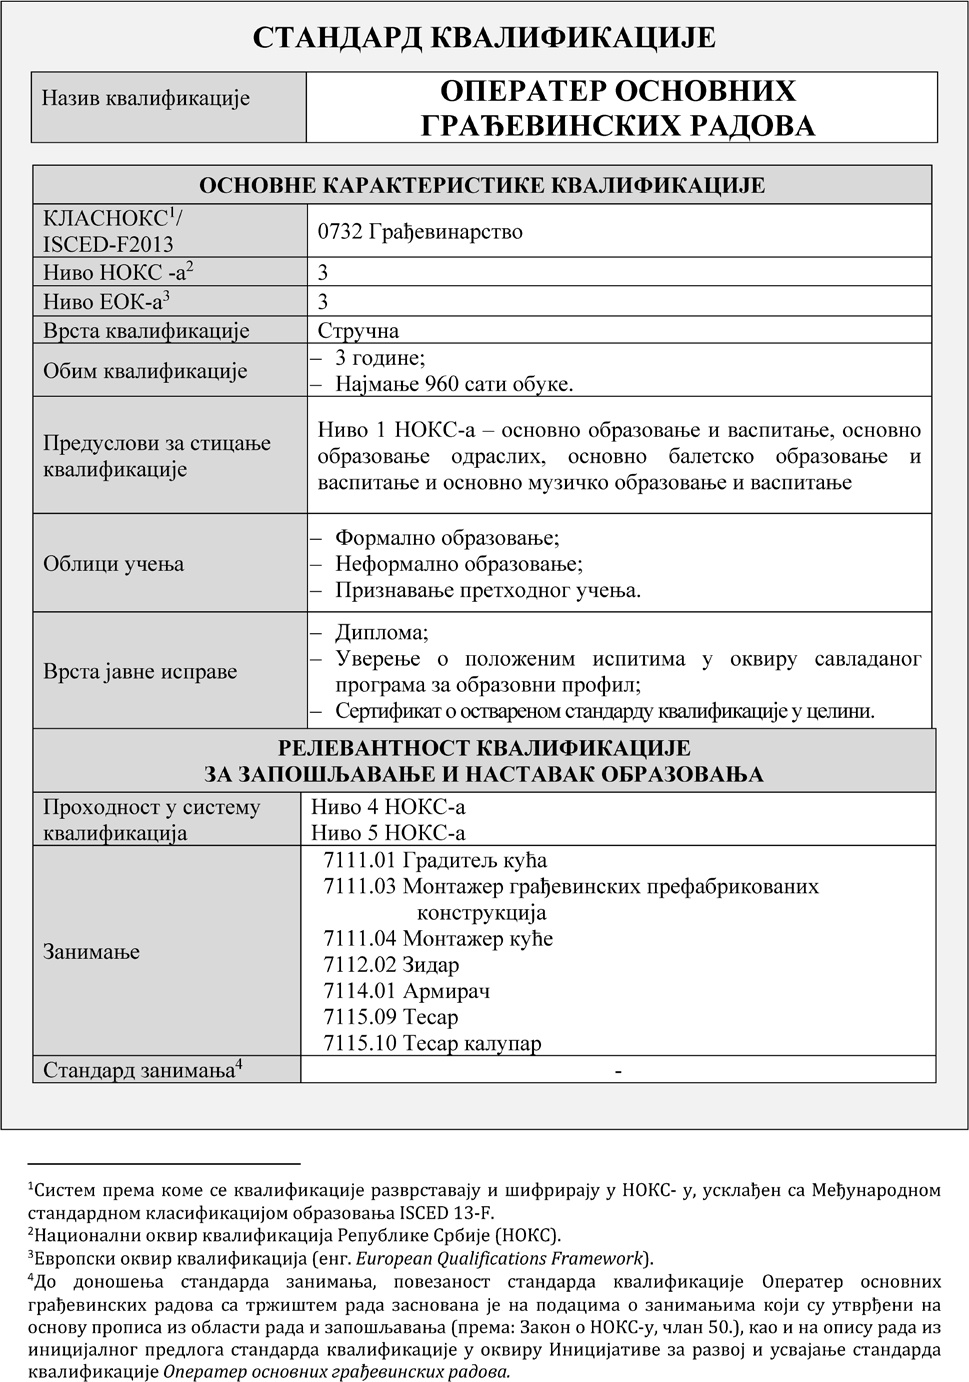 СТАНДАРД КВАЛИФИКАЦИЈЕ
Назив квалификације
ОПЕРАТЕР ОСНОВНИХ
ГРАЂЕВИНСКИХ РАДОВА
ОСНОВНЕ КАРАКТЕРИСТИКЕ КВАЛИФИКАЦИЈЕ
КЛАСНОКС1/
ISCED-F2013
0732 Грађевинарство
Ниво НОКС -а2
3
Ниво ЕОК-а3
3
Врста квалификације
Стручна
Обим квалификације
– 3 године;
– Најмање 960 сати обуке.
Предуслови за стицање
квалификације
Ниво 1 НОКС-а – основно образовање и васпитање, основно
образовање одраслих, основно балетско образовање и
васпитање и основно музичко образовање и васпитање
Облици учења
– Формално образовање;
– Неформално образовање;
– Признавање претходног учења.
Врста јавне исправе
– Диплома;
– Уверење о положеним испитима у оквиру савладаног
програма за образовни профил;
– Сертификат о оствареном стандарду квалификације у целини.
РЕЛЕВАНТНОСТ КВАЛИФИКАЦИЈЕ
ЗА ЗАПОШЉАВАЊЕ И НАСТАВАК ОБРАЗОВАЊА
Проходност у систему
квалификација
Ниво 4 НОКС-а
Ниво 5 НОКС-а
Занимање
7111.01 Градитељ кућа
7111.03 Монтажер грађевинских префабрикованих
конструкција
7111.04 Монтажер куће
7112.02 Зидар
7114.01 Армирач
7115.09 Тесар
7115.10 Тесар калупар
Стандард занимања4
-
1Систем према коме се квалификације разврставају и шифрирају у НОКС- у, усклађен са Међународном
стандардном класификацијом образовања ISCED 13-F.
2Национални оквир квалификација Републике Србије (НОКС).
3Европски оквир квалификација (енг. European Qualifications Framework).
4До доношења стандарда занимања, повезаност стандарда квалификације Оператер основних
грађевинских радова са тржиштем рада заснована је на подацима о занимањима који су утврђени на
основу прописа из области рада и запошљавања (према: Закон о НОКС-у, члан 50.), као и на опису рада из
иницијалног предлога стандарда квалификације у оквиру Иницијативе за развој и усвајање стандарда
квалификације Оператер основних грађевинских радова.